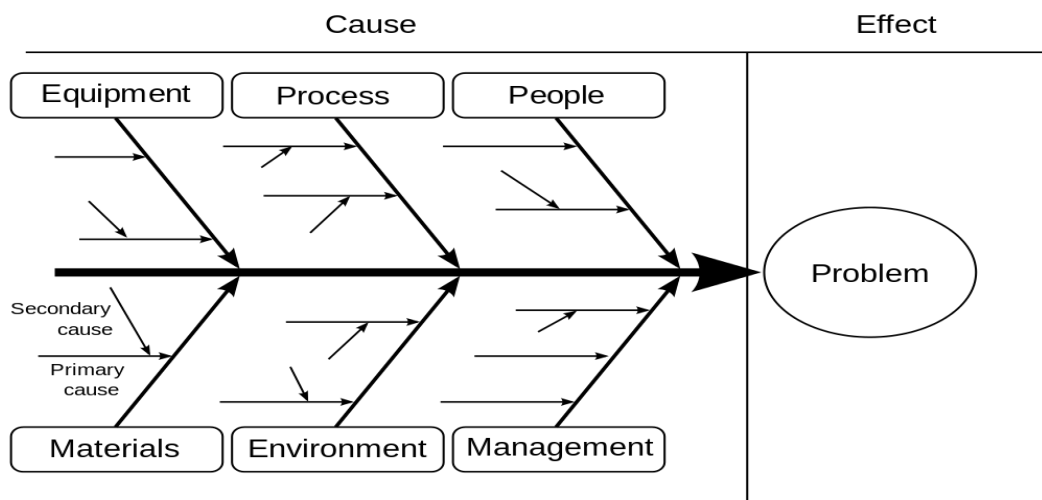 Cause
Effect
Equipment
Process
People
Problem
Secondary
cause
Primary
cause
Materials
Environment
Management